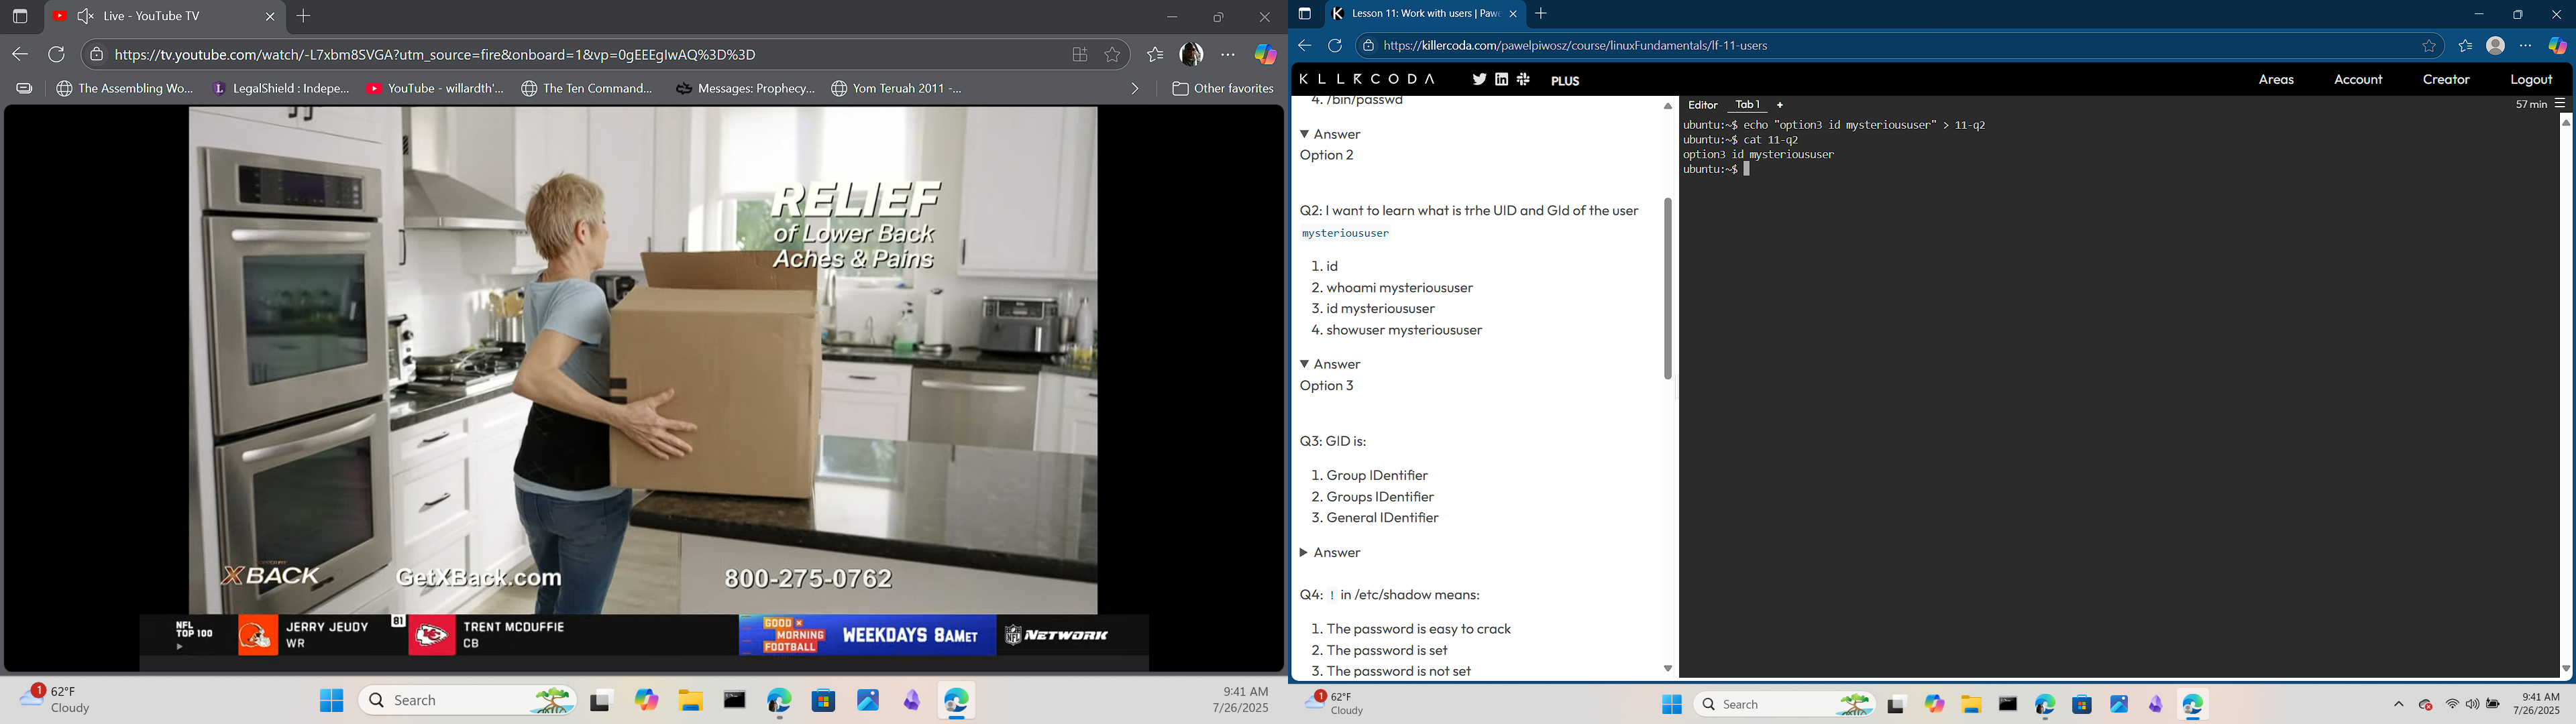 Live - YouTube TV
https://tv.youtube.com/watch/-L7xbm8SVGA?utm_source=fire&onboard=1&vp=0gEEEgIwAQ%3D%3D
The Assembling Wo...
LegalShield : Indepe...
YouTube - willardth'...
The Ten Command...
Messages: Prophecy...
Yom Teruah 2011 -...
Other favorites
RELIEF
of Lower Back
Aches & Pains
XBACK
GetXBack.com
800-275-0762
NFL
TOP 100
JERRY JEUDY
WR
81
TRENT MCDUFFIE
CB
GOOD
MORNING
FOOTBALL
WEEKDAYS 8AM ET
NFL NETWORK
1
62°F
Cloudy
Search
9:41 AM
7/26/2025
Lesson 11: Work with users | Pawe
https://killercoda.com/pawelpiwosz/course/linuxFundamentals/lf-11-users
KLLRCODA
PLUS
Areas
Account
Creator
Logout
4. /bin/passwd
Answer
Option 2
Q2: I want to learn what is trhe UID and GId of the user
mysterioususer
1. id
2. whoami mysterioususer
3. id mysterioususer
4. showuser mysterioususer
Answer
Option 3
Q3: GID is:
1. Group IDentifier
2. Groups IDentifier
3. General IDentifier
Answer
Q4: ! in /etc/shadow means:
1. The password is easy to crack
2. The password is set
3. The password is not set
Editor
Tab 1
+
57 min
ubuntu:~$ echo "option3 id mysterioususer" > 11-q2
ubuntu:~$ cat 11-q2
option3 id mysterioususer
ubuntu:~$
1
62°F
Cloudy
Search
9:41 AM
7/26/2025